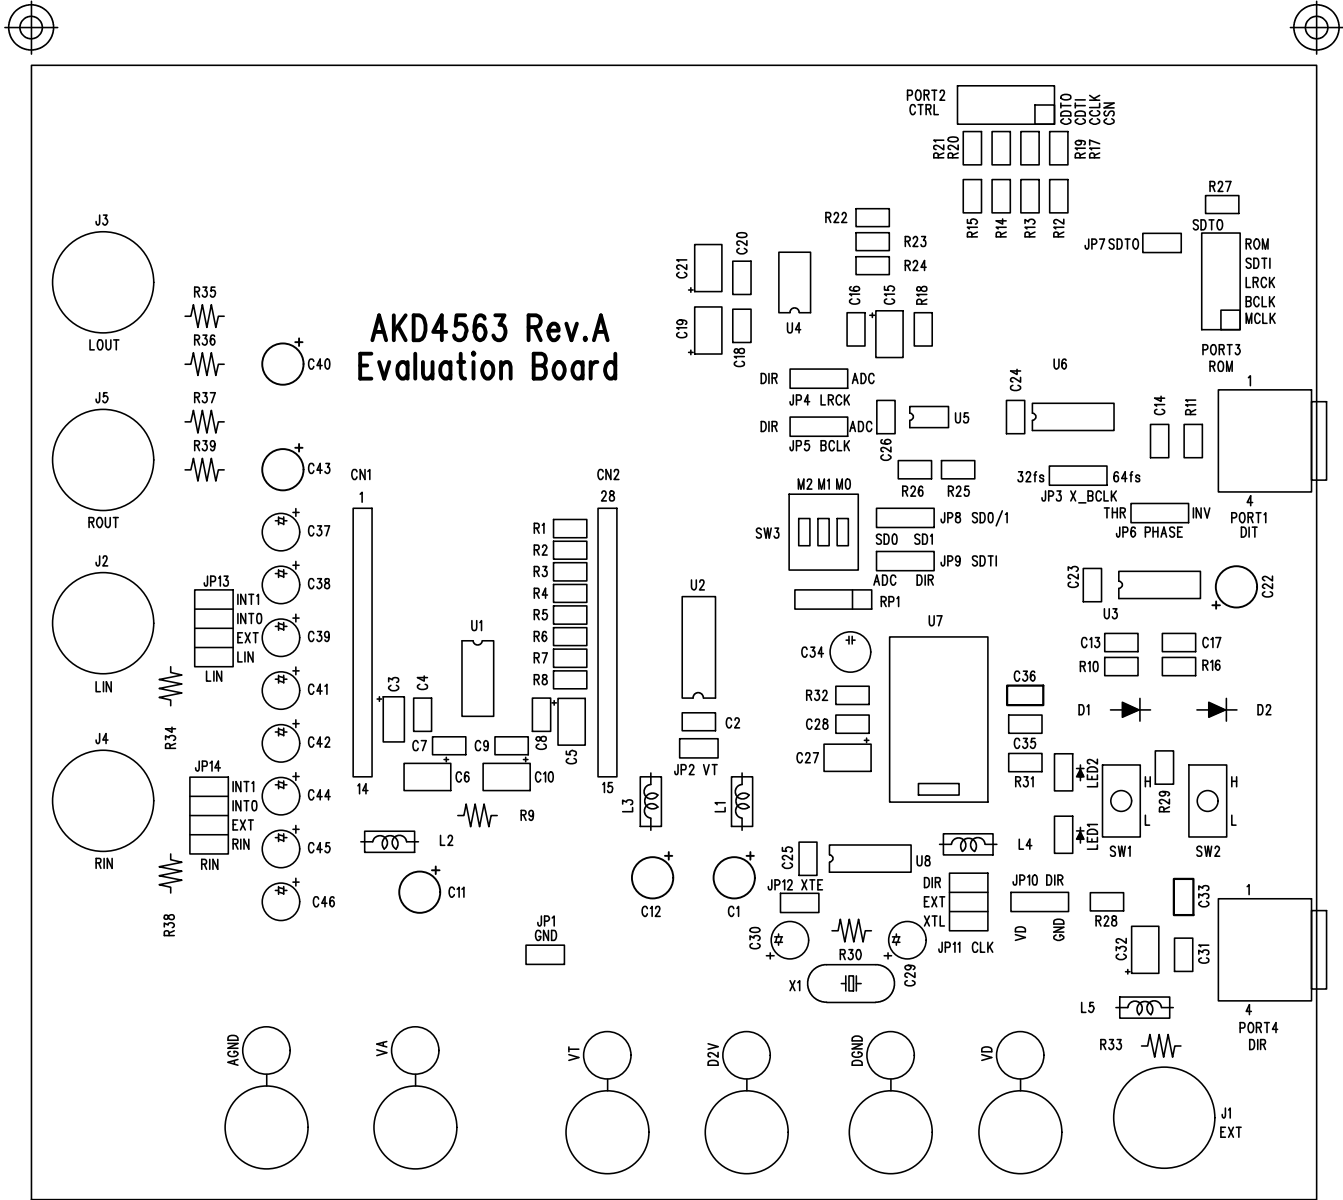 PORT2
CTRL
CDTO
CDTI
CCLK
CSN
R21
R20
R19
R17
R15
R14
R13
R12
R27
SDTO
JP7 SDTO
ROM
SDTI
LRCK
BCLK
MCLK
PORT3
ROM
J3
LOUT
R35
R36
C40
AKD4563 Rev.A
Evaluation Board
C21
C20
C19
C18
U4
R22
R23
R24
C16
C15
R18
DIR
ADC
JP4 LRCK
DIR
ADC
JP5 BCLK
C26
U5
C24
U6
C14
R11
1
4
PORT1
DIT
R26
R25
32fs
64fs
JP3 X_BCLK
THR
INV
JP6 PHASE
J5
ROUT
R37
R39
C43
CN1
1
14
CN2
28
15
M2 M1 M0
SW3
JP8 SD0/1
SD0 SD1
JP9 SDTI
ADC DIR
RP1
C37
C38
C39
C41
C42
C44
C45
C46
J2
LIN
JP13
INT1
INT0
EXT
LIN
LIN
R34
R1
R2
R3
R4
R5
R6
R7
R8
U1
U2
C3
C4
C7
C9
C8
C5
C6
C10
R9
C2
JP2 VT
U7
C34
R32
C28
C27
C36
C35
R31
C23
U3
C22
C13
C17
R10
R16
D1
D2
LED2
LED1
H
L
SW1
R29
H
L
SW2
J4
RIN
JP14
INT1
INT0
EXT
RIN
RIN
R38
L2
C11
L3
L1
C12
C1
JP1
GND
C25
U8
L4
JP12 XTE
C30
R30
C29
X1
DIR
EXT
XTL
JP11 CLK
JP10 DIR
VD
GND
R28
C33
C32
C31
1
4
PORT4
DIR
L5
R33
J1
EXT
AGND
VA
VT
D2V
DGND
VD